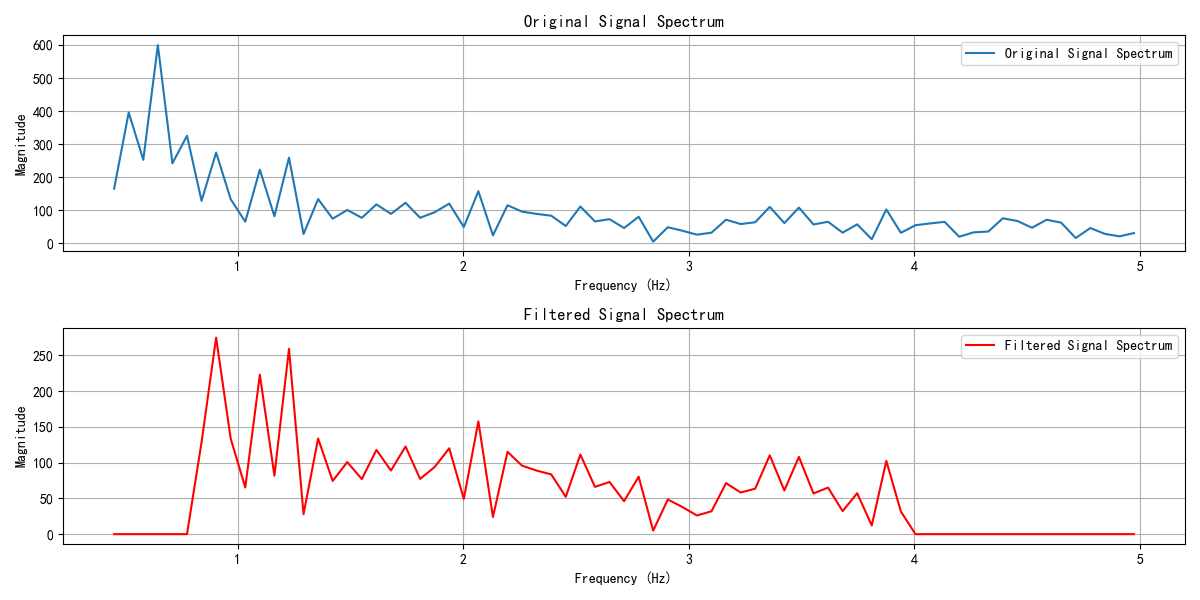 Original Signal Spectrum
Original Signal Spectrum
Magnitude
600
500
400
300
200
100
0
1
2
3
4
5
Frequency (Hz)
Filtered Signal Spectrum
Filtered Signal Spectrum
Magnitude
250
200
150
100
50
0
1
2
3
4
5
Frequency (Hz)